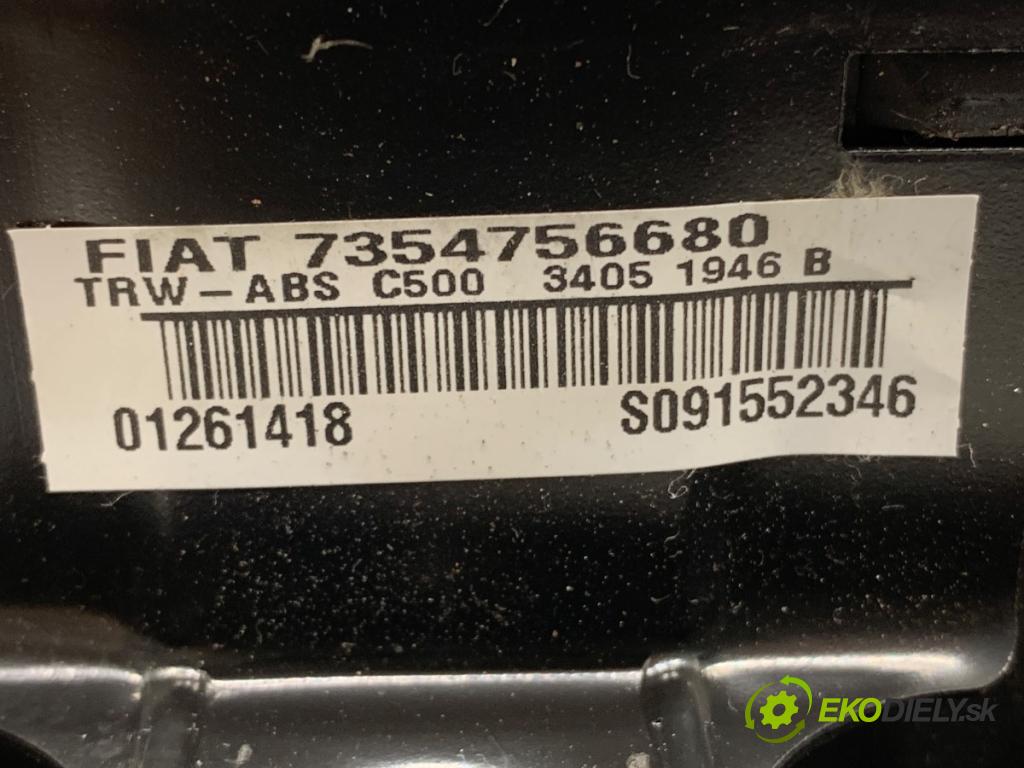 FIAT 7354756680
TRW-ABS C500 3405 1946 B
01261418 S091552346
EKODIELY.sk